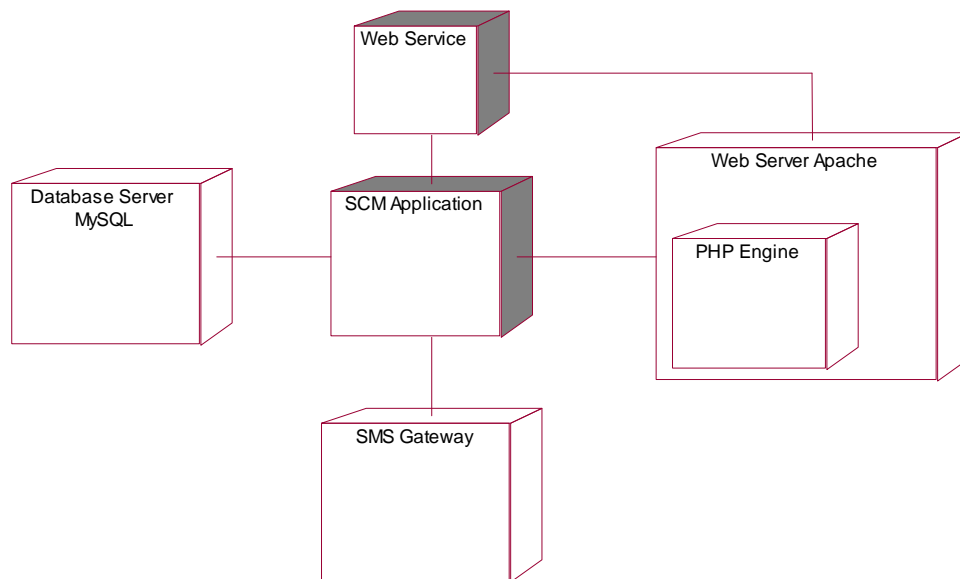 Web Service
Web Server Apache
Database Server
MySQL
SCM Application
PHP Engine
SMS Gateway